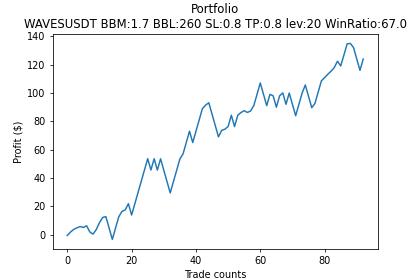 Portfolio
WAVESUSDT BBM:1.7 BBL:260 SL:0.8 TP:0.8 lev:20 WinRatio:67.0
140
120
100
80
60
40
20
0
Profit ($)
0 20 40 60 80
Trade counts